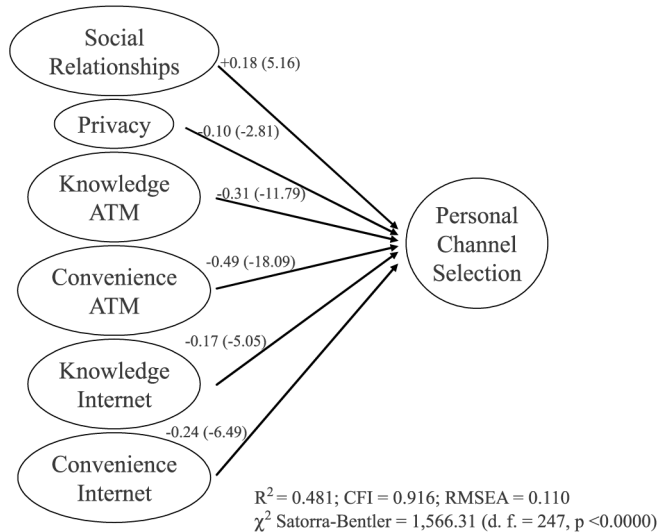 Social
Relationships
+0.18 (5.16)
Privacy
-0.10 (-2.81)
Knowledge
ATM
-0.31 (-11.79)
Personal
Channel
Selection
Convenience
ATM
-0.49 (-18.09)
-0.17 (-5.05)
Knowledge
Internet
-0.24 (-6.49)
Convenience
Internet
R² = 0.481; CFI = 0.916; RMSEA = 0.110
χ² Satorra-Bentler = 1,566.31 (d. f. = 247, p <0.0000)